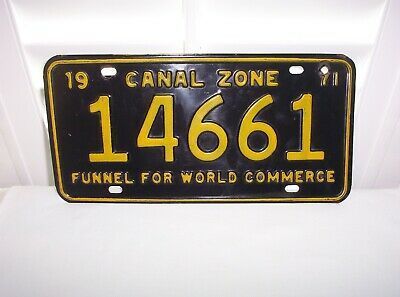 19 CANAL ZONE 71
14661
FUNNEL FOR WORLD COMMERCE